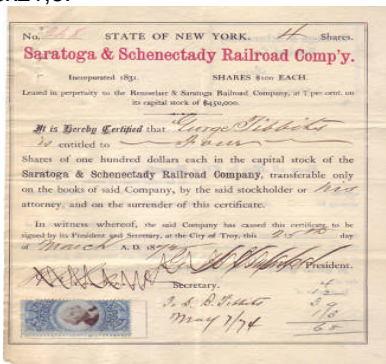 No. 268 STATE OF NEW YORK. 4 Shares.
Saratoga & Schenectady Railroad Comp'y.
Incorporated 1831. SHARES $100 EACH.
Leased in perpetuity to the Rensselaer & Saratoga Railroad Company, at 7 per cent. on
its capital stock of $450,000.
It is Hereby Certified that George Tibbits
is entitled to Four
Shares of one hundred dollars each in the capital stock of the
Saratoga & Schenectady Railroad Company, transferable only
on the books of said Company, by the said stockholder or his
attorney, and on the surrender of this certificate.
In witness whereof, the said Company has caused this certificate to be
signed by its President and Secretary, at the City of Troy, this day
of March A. D. 187
President.
Secretary.
Tibbits
May 7/74